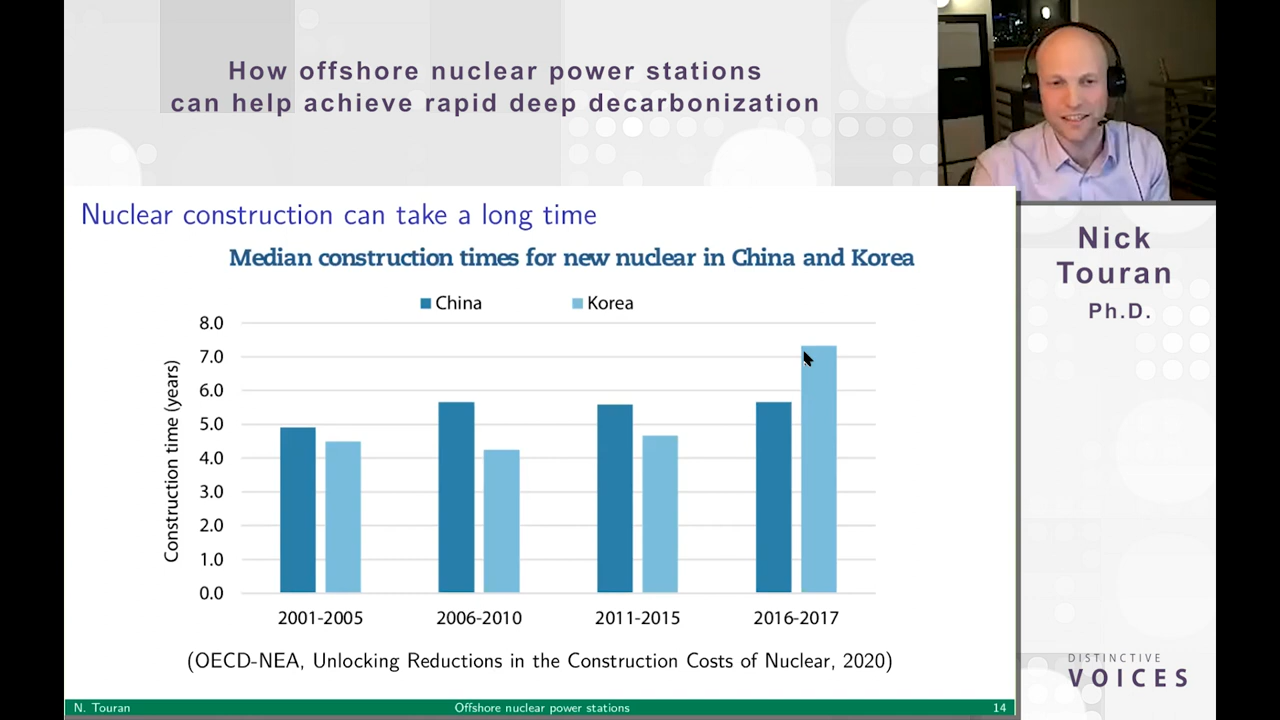 How offshore nuclear power stations
can help achieve rapid deep decarbonization
Nuclear construction can take a long time
Median construction times for new nuclear in China and Korea
China Korea
Construction time (years)
8.0
7.0
6.0
5.0
4.0
3.0
2.0
1.0
0.0
2001-2005 2006-2010 2011-2015 2016-2017
(OECD-NEA, Unlocking Reductions in the Construction Costs of Nuclear, 2020)
N. Touran Offshore nuclear power stations 14
Nick
Touran
Ph.D.
DISTINCTIVE
VOICES